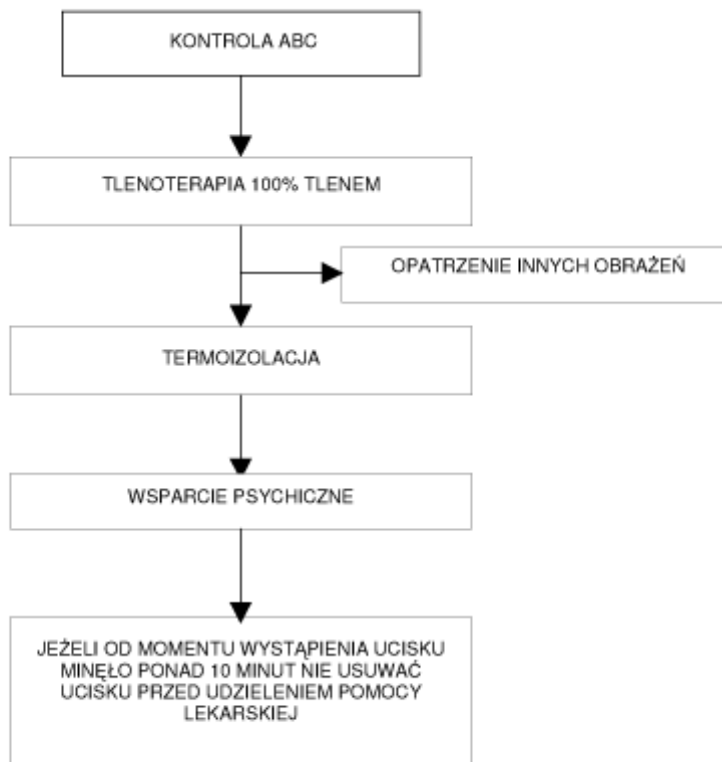 KONTROLA ABC
TLENOTERAPIA 100% TLENEM
OPATRZENIE INNYCH OBRAŻEŃ
TERMOIZOLACJA
WSPARCIE PSYCHICZNE
JEŻELI OD MOMENTU WYSTĄPIENIA UCISKU
MINĘŁO PONAD 10 MINUT NIE USUWAĆ
UCISKU PRZED UDZIELENIEM POMOCY
LEKARSKIEJ